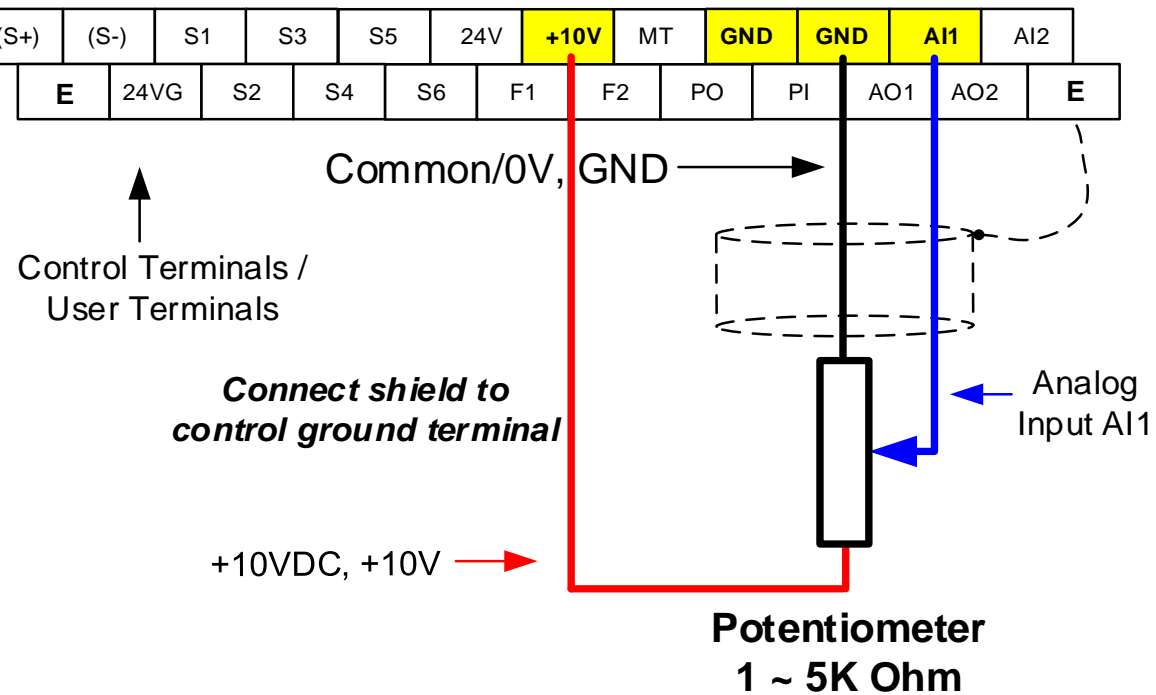 S+) (S-) S1 S3 S5 24V +10V MT GND GND AI1 AI2
E 24VG S2 S4 S6 F1 F2 PO PI AO1 AO2 E
Common/0V, GND
Control Terminals /
User Terminals
Connect shield to
control ground terminal
Analog
Input AI1
+10VDC, +10V
Potentiometer
1 ~ 5K Ohm